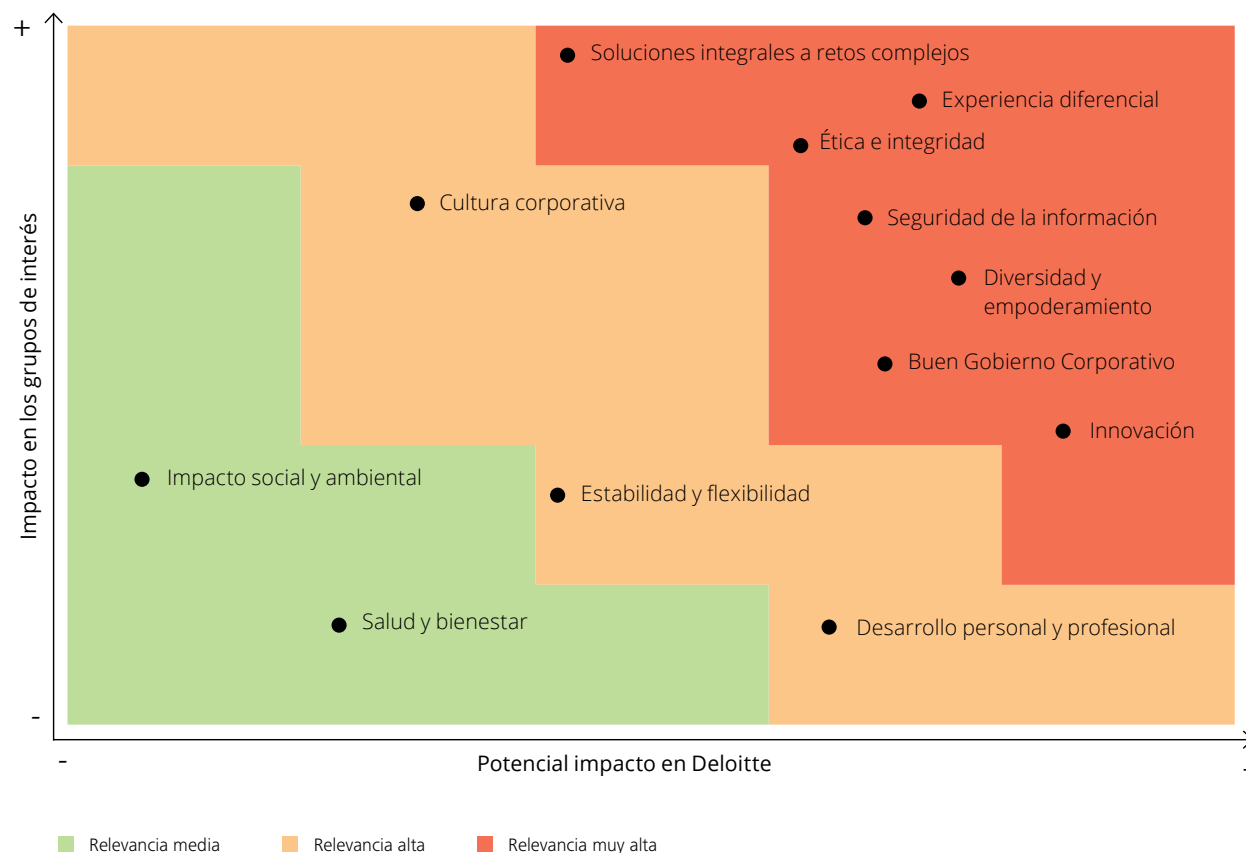 +
Soluciones integrales a retos complejos
Experiencia diferencial
Ética e integridad
Cultura corporativa
Seguridad de la información
Diversidad y
empoderamiento
Buen Gobierno Corporativo
Innovación
Impacto social y ambiental
Estabilidad y flexibilidad
Salud y bienestar
Desarrollo personal y profesional
Impacto en los grupos de interés
-
-
Potencial impacto en Deloitte
Relevancia media
Relevancia alta
Relevancia muy alta